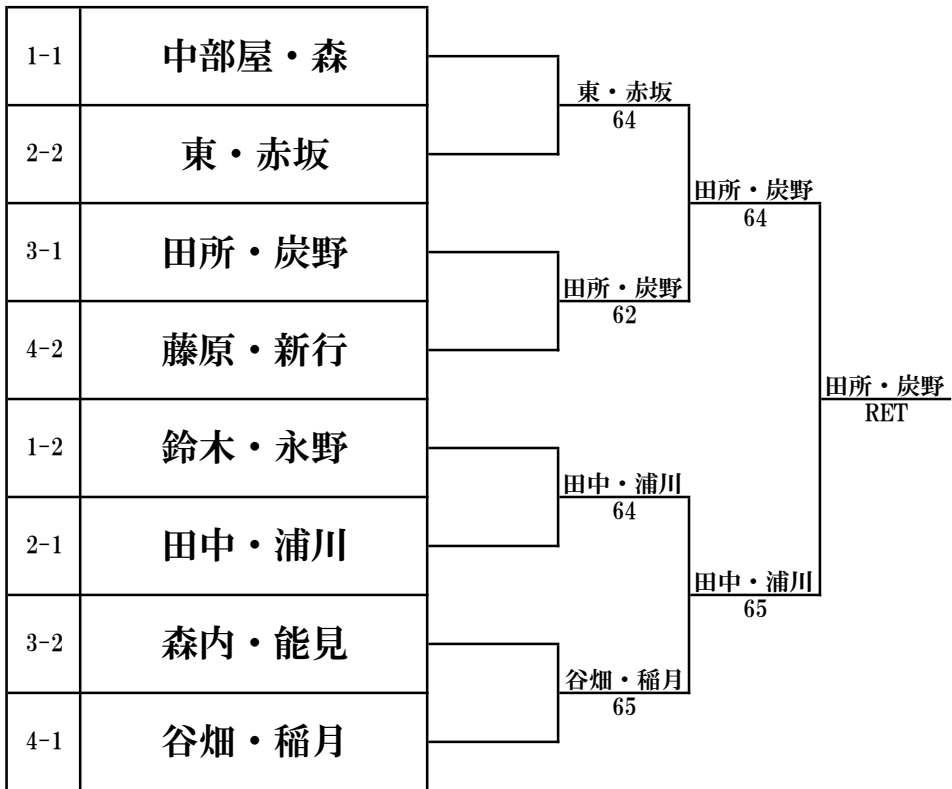 1-1 中部屋・森
東・赤坂
64
2-2 東・赤坂
田所・炭野
64
3-1 田所・炭野
田所・炭野
62
4-2 藤原・新行
田所・炭野
RET
1-2 鈴木・永野
田中・浦川
64
2-1 田中・浦川
田中・浦川
65
3-2 森内・能見
谷畑・稲月
65
4-1 谷畑・稲月